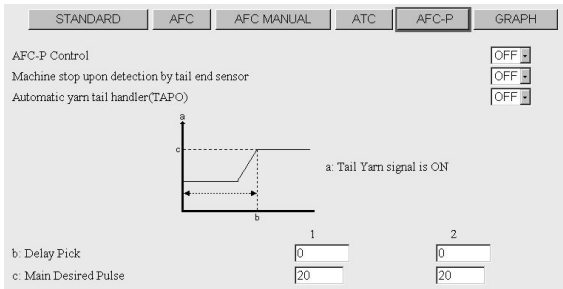 STANDARD AFC AFC MANUAL ATC AFC-P GRAPH
AFC-P Control OFF
Machine stop upon detection by tail end sensor OFF
Automatic yarn tail handler(TAPO) OFF
a
c
a: Tail Yarn signal is ON
b
1 2
b: Delay Pick 0 0
c: Main Desired Pulse 20 20